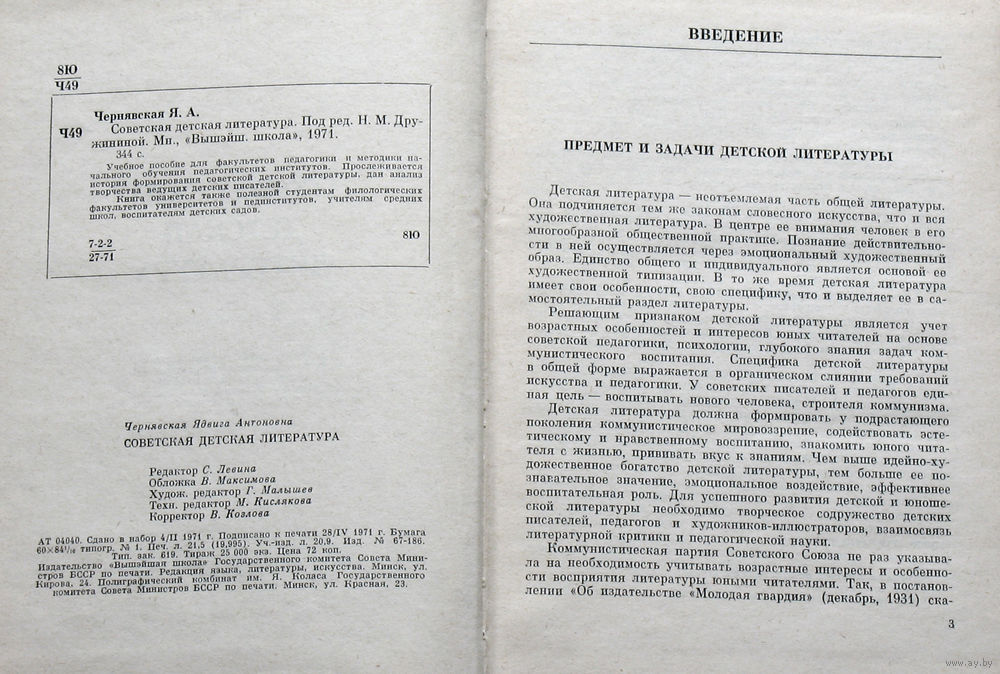 8Ю
Ч49
Чернявская Я. А.
Ч49
Советская детская литература. Под ред. Н. М. Дру-
жининой. Мн., «Вышэйш. школа», 1971.
344 с.
Учебное пособие для факультетов педагогики и методики на-
чального обучения педагогических институтов. Прослеживается
история формирования советской детской литературы, дан анализ
творчества ведущих детских писателей.
Книга окажется также полезной студентам филологических
факультетов университетов и пединститутов, учителям средних
школ, воспитателям детских садов.
7-2-2
27-71
8Ю
Чернявская Ядвига Антоновна
СОВЕТСКАЯ ДЕТСКАЯ ЛИТЕРАТУРА
Редактор С. Левина
Обложка В. Максимова
Худож. редактор Г. Малышев
Техн. редактор М. Кислякова
Корректор В. Козлова
АТ 04040. Сдано в набор 4/II 1971 г. Подписано к печати 28/IV 1971 г. Бумага
60×84 1/16 типогр. № 1. Печ. л. 21,5 (19,995). Уч.-изд. л. 20,9. Изд. № 67-186.
Тип. зак. 619. Тираж 25 000 экз. Цена 72 коп.
Издательство «Вышэйшая школа» Государственного комитета Совета Мини-
стров БССР по печати. Редакция языка, литературы, искусства. Минск, ул.
Кирова, 24. Полиграфический комбинат им. Я. Коласа Государственного
комитета Совета Министров БССР по печати. Минск, ул. Красная, 23.
ВВЕДЕНИЕ
ПРЕДМЕТ И ЗАДАЧИ ДЕТСКОЙ ЛИТЕРАТУРЫ
Детская литература — неотъемлемая часть общей литературы.
Она подчиняется тем же законам словесного искусства, что и вся
художественная литература. В центре ее внимания человек в его
многообразной общественной практике. Познание действительно-
сти в ней осуществляется через эмоциональный художественный
образ. Единство общего и индивидуального является основой ее
художественной типизации. В то же время детская литература
имеет свои особенности, свою специфику, что и выделяет ее в са-
мостоятельный раздел литературы.
Решающим признаком детской литературы является учет
возрастных особенностей и интересов юных читателей на основе
советской педагогики, психологии, глубокого знания задач ком-
мунистического воспитания. Специфика детской литературы
в общей форме выражается в органическом слиянии требований
искусства и педагогики. У советских писателей и педагогов еди-
ная цель — воспитывать нового человека, строителя коммунизма.
Детская литература должна формировать у подрастающего
поколения коммунистическое мировоззрение, содействовать эсте-
тическому и нравственному воспитанию, знакомить юного чита-
теля с жизнью, прививать вкус к знаниям. Чем выше идейно-ху-
дожественное богатство детской литературы, тем больше ее по-
знавательное значение, эмоциональное воздействие, эффективнее
воспитательная роль. Для успешного развития детской и юноше-
ской литературы необходимо творческое содружество детских
писателей, педагогов и художников-иллюстраторов, взаимосвязь
литературной критики и педагогической науки.
Коммунистическая партия Советского Союза не раз указыва-
ла на необходимость учитывать возрастные интересы и особенно-
сти восприятия литературы юными читателями. Так, в постанов-
лении «Об издательстве «Молодая гвардия» (декабрь, 1931) ска-
3
www.ay.by